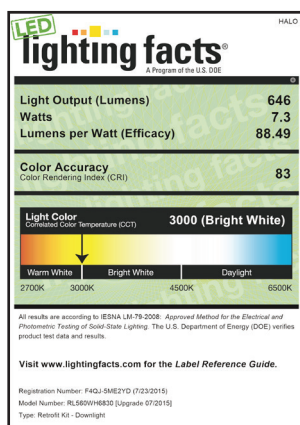 HALO
LED
lighting facts®
A Program of the U.S. DOE
Light Output (Lumens) 646
Watts 7.3
Lumens per Watt (Efficacy) 88.49
Color Accuracy
Color Rendering Index (CRI) 83
Light Color
Correlated Color Temperature (CCT) 3000 (Bright White)
Warm White Bright White Daylight
2700K 3000K 4500K 6500K
All results are according to IESNA LM-79-2008: Approved Method for the Electrical and
Photometric Testing of Solid-State Lighting. The U.S. Department of Energy (DOE) verifies
product test data and results.
Visit www.lightingfacts.com for the Label Reference Guide.
Registration Number: F4QJ-5ME2YD (7/23/2015)
Model Number: RL560WH6830 [Upgrade 07/2015]
Type: Retrofit Kit - Downlight